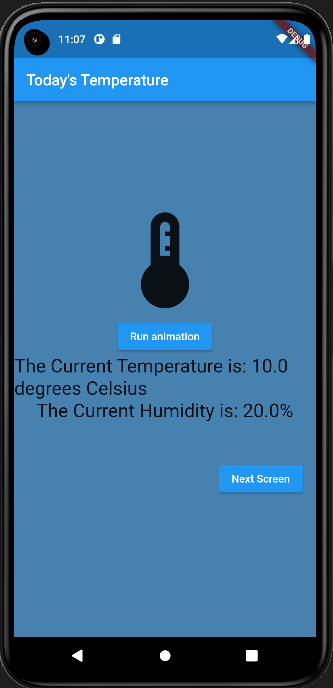 11:07
DEBUG
Today's Temperature
Run animation
The Current Temperature is: 10.0
degrees Celsius
The Current Humidity is: 20.0%
Next Screen